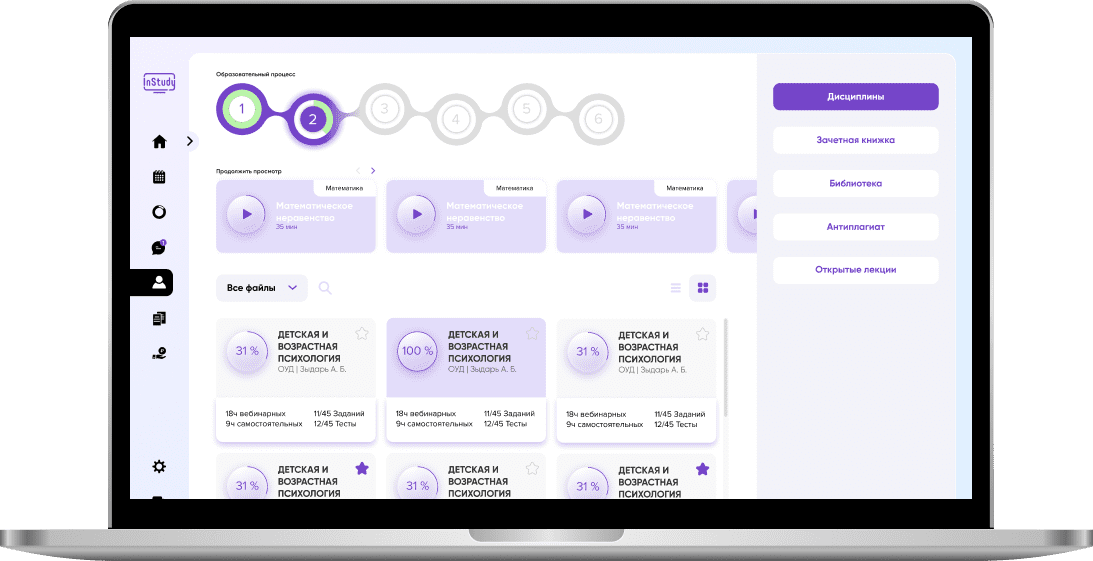 inStudy
Образовательный процесс
1
2
3
4
5
6
Продолжить просмотр
Математика
Математическое
неравенство
35 мин
Математика
Математическое
неравенство
35 мин
Математика
Математическое
неравенство
35 мин
Все файлы
31 %
ДЕТСКАЯ И
ВОЗРАСТНАЯ
ПСИХОЛОГИЯ
ОУД | Зыдарь А. Б.
18ч вебинарных 11/45 Заданий
9ч самостоятельных 12/45 Тесты
100 %
ДЕТСКАЯ И
ВОЗРАСТНАЯ
ПСИХОЛОГИЯ
ОУД | Зыдарь А. Б.
18ч вебинарных 11/45 Заданий
9ч самостоятельных 12/45 Тесты
31 %
ДЕТСКАЯ И
ВОЗРАСТНАЯ
ПСИХОЛОГИЯ
ОУД | Зыдарь А. Б.
18ч вебинарных 11/45 Заданий
9ч самостоятельных 12/45 Тесты
31 %
ДЕТСКАЯ И
ВОЗРАСТНАЯ
ПСИХОЛОГИЯ
31 %
ДЕТСКАЯ И
ВОЗРАСТНАЯ
ПСИХОЛОГИЯ
31 %
ДЕТСКАЯ И
ВОЗРАСТНАЯ
ПСИХОЛОГИЯ
Дисциплины
Зачетная книжка
Библиотека
Антиплагиат
Открытые лекции